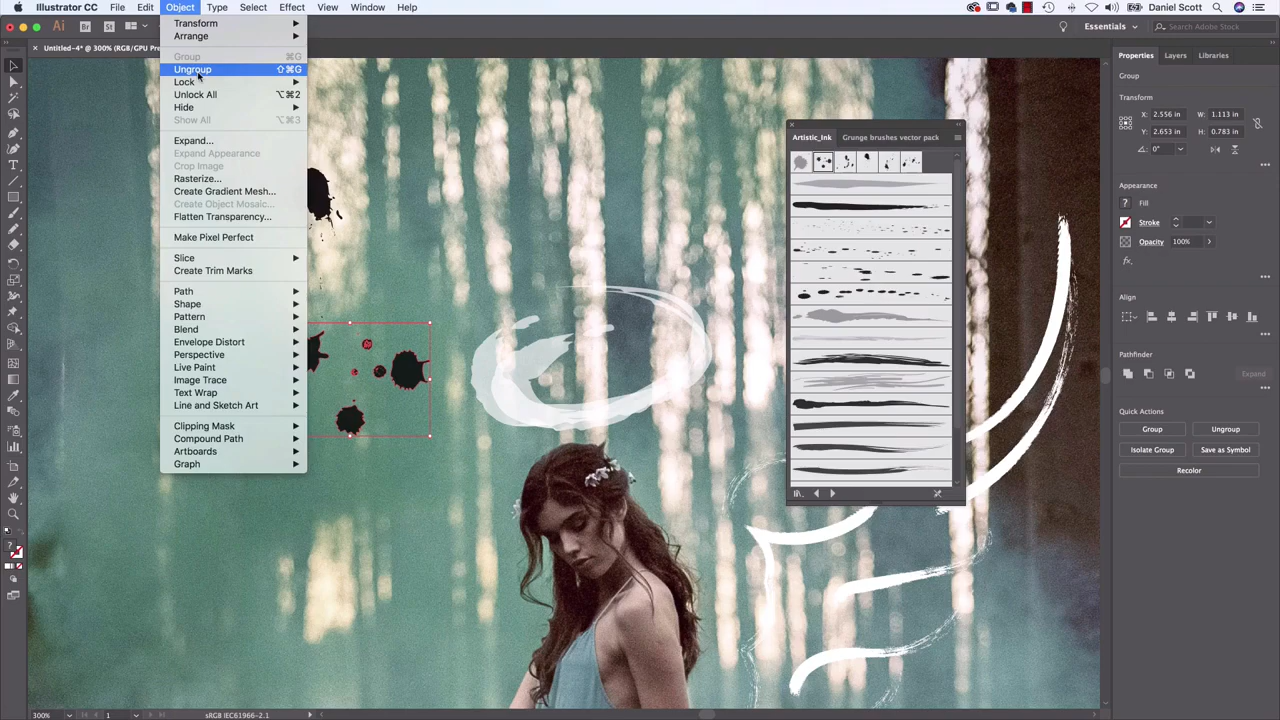 Illustrator CC File Edit Object Type Select Effect View Window Help Daniel Scott
Essentials
Search Adobe Stock
Untitled-4* @ 300% (RGB/GPU Pre
Transform
Arrange
Group ⌘G
Ungroup ⇧⌘G
Lock
Unlock All ⌥⌘2
Hide
Show All ⌥⌘3
Expand...
Expand Appearance
Crop Image
Rasterize...
Create Gradient Mesh...
Create Object Mosaic...
Flatten Transparency...
Make Pixel Perfect
Slice
Create Trim Marks
Path
Shape
Pattern
Blend
Envelope Distort
Perspective
Live Paint
Image Trace
Text Wrap
Line and Sketch Art
Clipping Mask
Compound Path
Artboards
Graph
Artistic_Ink Grunge brushes vector pack
Properties Layers Libraries
Group
Transform
X: 2.556 in W: 1.113 in
Y: 2.653 in H: 0.783 in
0°
Appearance
Fill
Stroke
Opacity 100%
fx.
Align
Pathfinder
Expand
Quick Actions
Group Ungroup
Isolate Group Save as Symbol
Recolor
300% 1 sRGB IEC61966-2.1